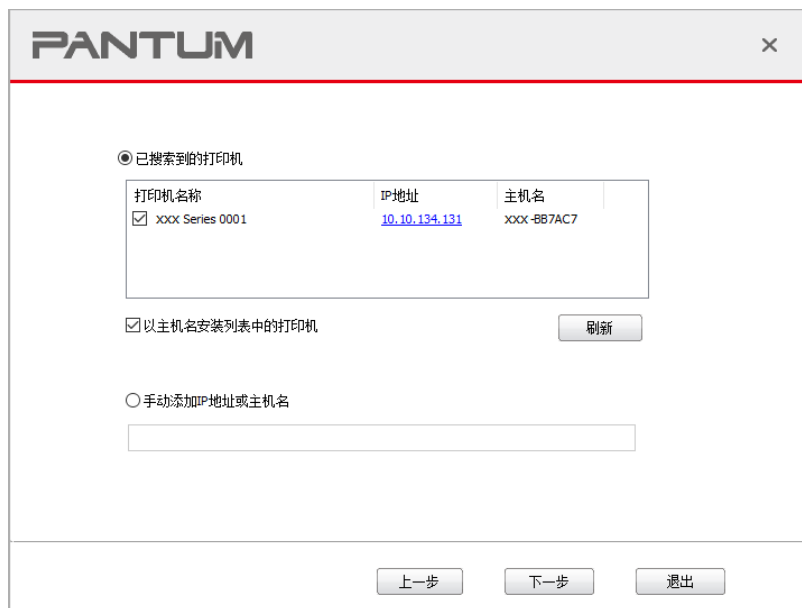 PANTUM
已搜索到的打印机
打印机名称 IP地址 主机名
XXX Series 0001 10.10.134.131 XXX-BB7AC7
以主机名安装列表中的打印机
刷新
手动添加IP地址或主机名
上一步 下一步 退出